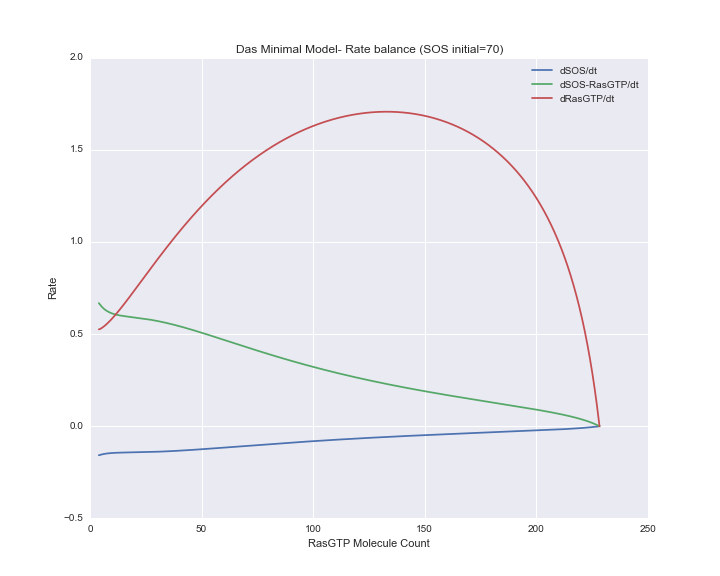 Das Minimal Model- Rate balance (SOS initial=70)
dSOS/dt
dSOS-RasGTP/dt
dRasGTP/dt
2.0
1.5
1.0
0.5
0.0
−0.5
Rate
0 50 100 150 200 250
RasGTP Molecule Count